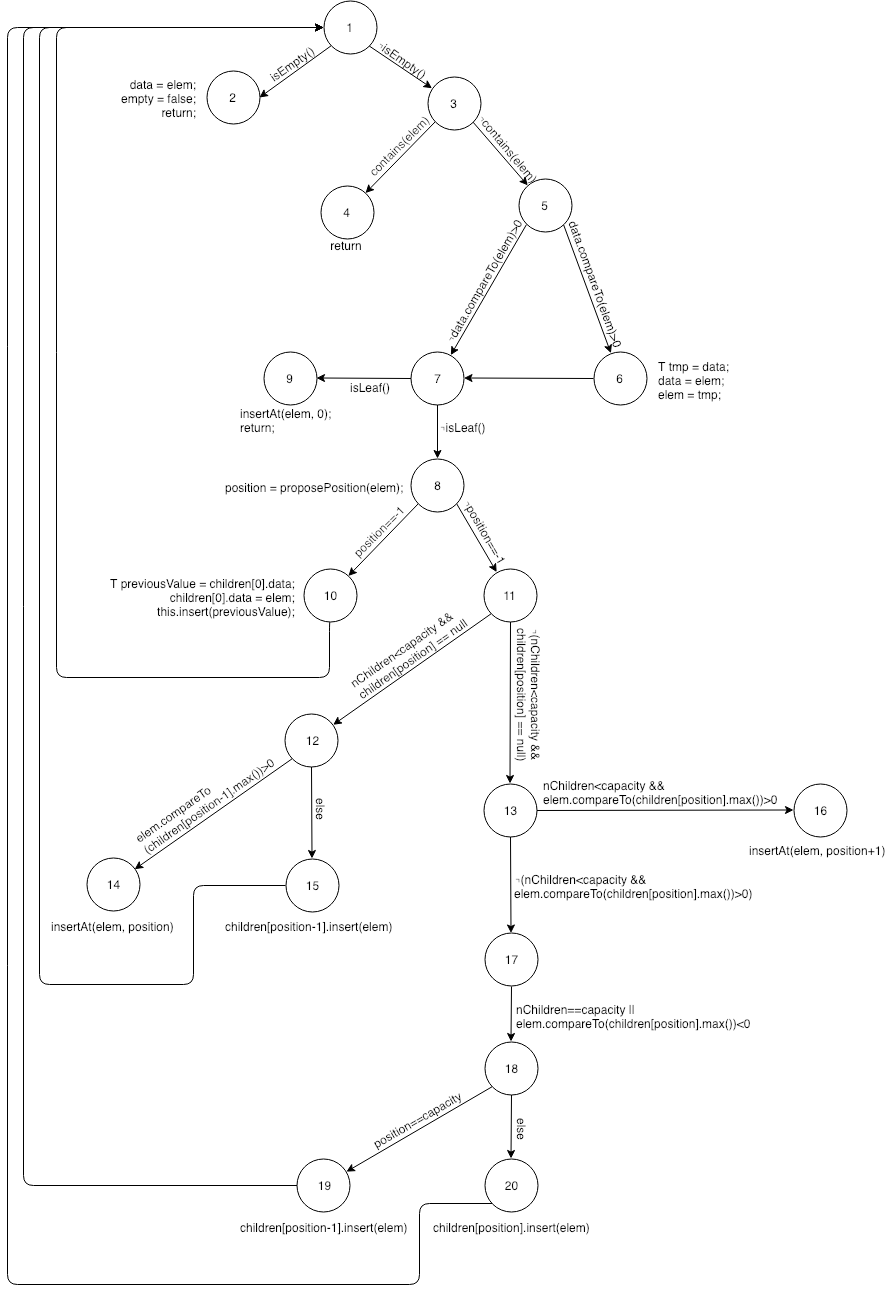 1
isEmpty()
¬isEmpty()
data = elem;
empty = false;
return;
2
3
contains(elem)
¬contains(elem)
4
return
5
¬data.compareTo(elem)>0
data.compareTo(elem)>0
9
isLeaf()
7
6
T tmp = data;
data = elem;
elem = tmp;
insertAt(elem, 0);
return;
¬isLeaf()
position = proposePosition(elem);
8
position==-1
¬position==-1
T previousValue = children[0].data;
children[0].data = elem;
this.insert(previousValue);
10
11
nChildren<capacity &&
children[position] == null
¬(nChildren<capacity &&
children[position] == null)
12
elem.compareTo
(children[position-1].max())>0
else
13
nChildren<capacity &&
elem.compareTo(children[position].max())>0
16
insertAt(elem, position+1)
14
insertAt(elem, position)
15
children[position-1].insert(elem)
¬(nChildren<capacity &&
elem.compareTo(children[position].max())>0)
17
nChildren==capacity ||
elem.compareTo(children[position].max())<0
18
position==capacity
else
19
children[position-1].insert(elem)
20
children[position].insert(elem)